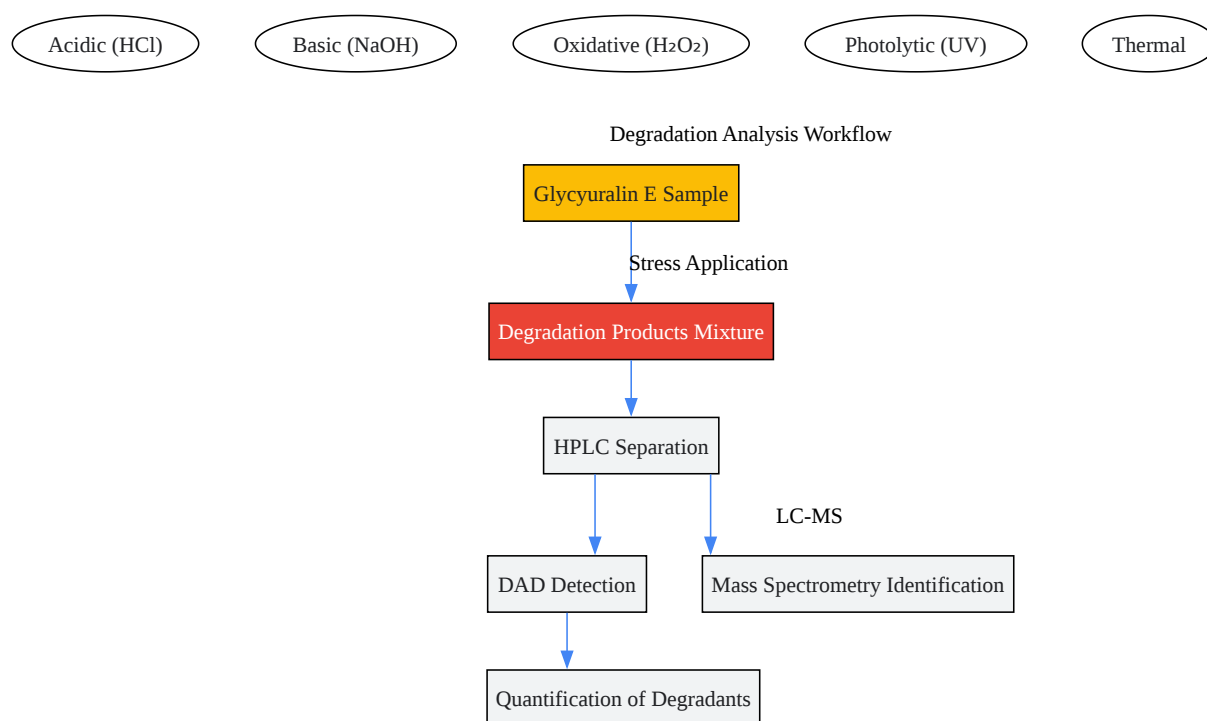 Acidic (HCl)
Basic (NaOH)
Oxidative (H₂O₂)
Photolytic (UV)
Thermal
Degradation Analysis Workflow
Glycyuralin E Sample
Stress Application
Degradation Products Mixture
HPLC Separation
LC-MS
DAD Detection
Mass Spectrometry Identification
Quantification of Degradants